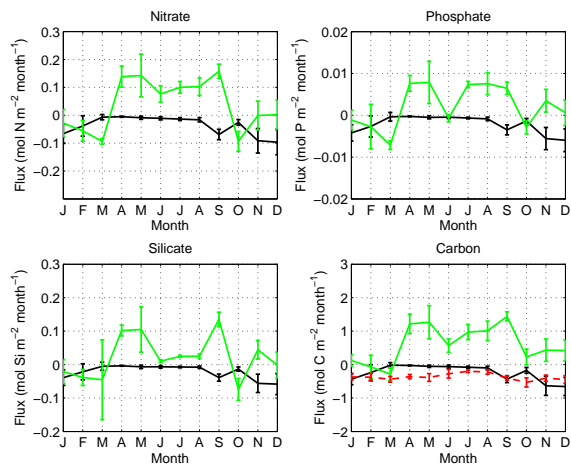 Nitrate
Phosphate
Flux (mol N m⁻² month⁻¹)
0.3
0.2
0.1
0
−0.1
−0.2
J F M A M J J A S O N D
Month
Flux (mol P m⁻² month⁻¹)
0.02
0.01
0
−0.01
−0.02
J F M A M J J A S O N D
Month
Silicate
Carbon
Flux (mol Si m⁻² month⁻¹)
0.3
0.2
0.1
0
−0.1
−0.2
J F M A M J J A S O N D
Month
Flux (mol C m⁻² month⁻¹)
3
2
1
0
−1
−2
J F M A M J J A S O N D
Month